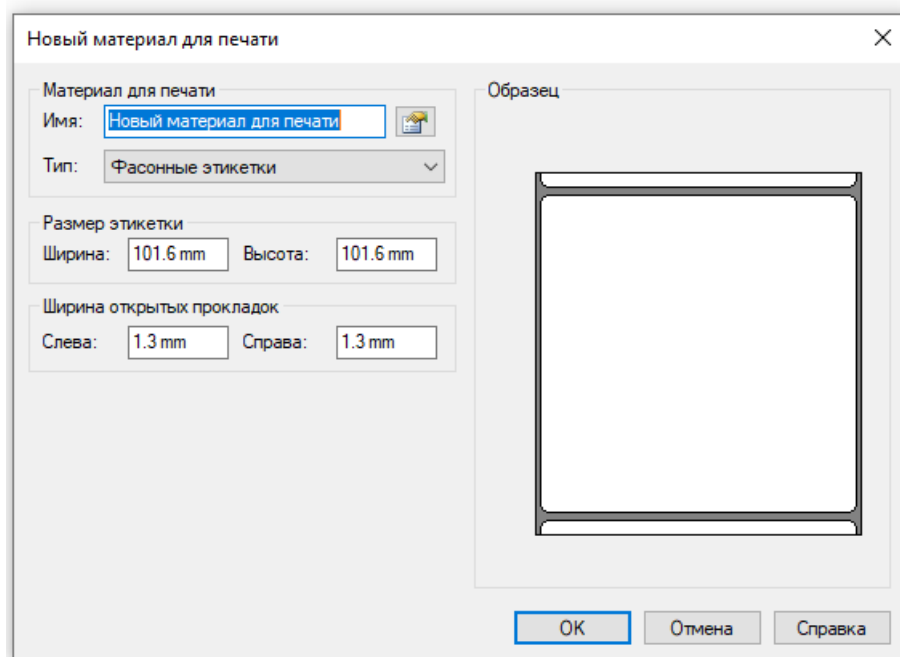 Новый материал для печати
Материал для печати
Имя: Новый материал для печати
Тип: Фасонные этикетки
Размер этикетки
Ширина: 101.6 mm Высота: 101.6 mm
Ширина открытых прокладок
Слева: 1.3 mm Справа: 1.3 mm
Образец
OK Отмена Справка